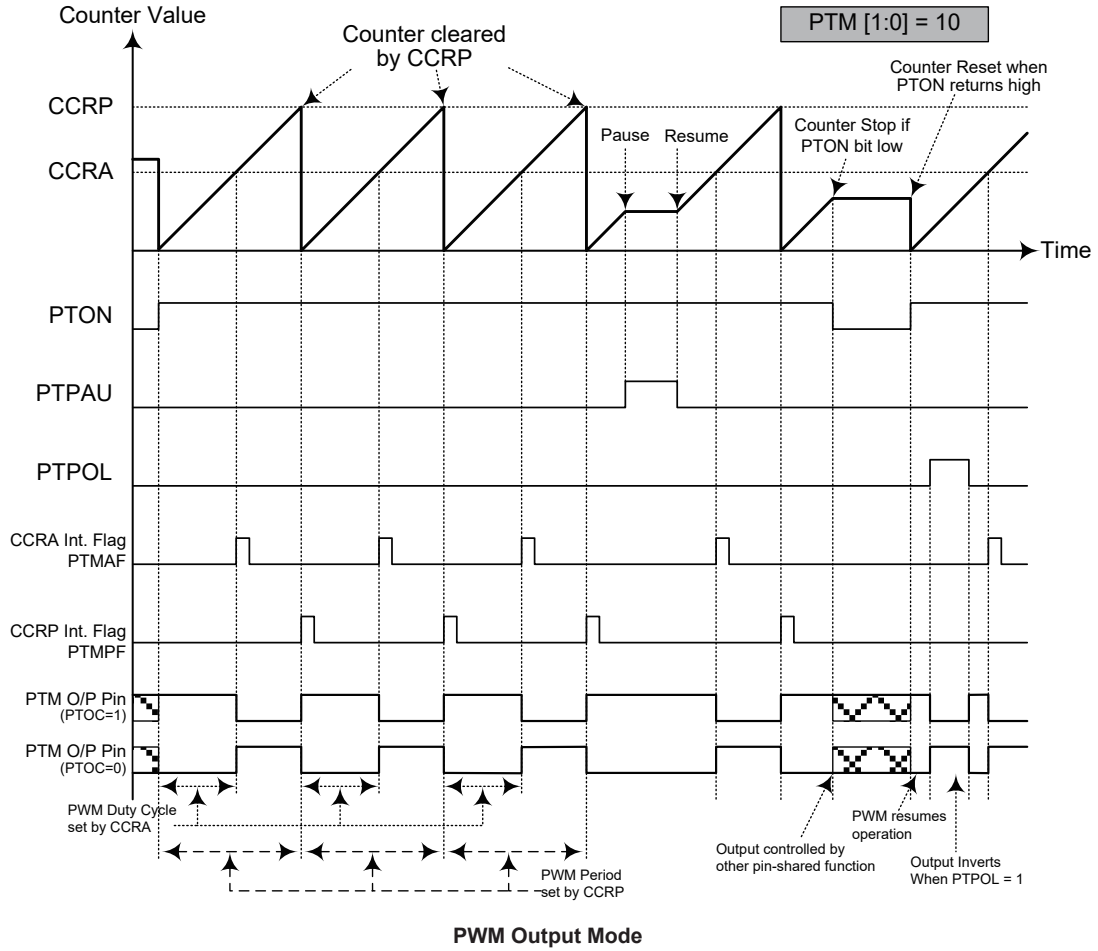 Counter Value
PTM [1:0] = 10
Counter cleared
by CCRP
Counter Reset when
PTON returns high
CCRP
Pause
Resume
Counter Stop if
PTON bit low
CCRA
Time
PTON
PTPAU
PTPOL
CCRA Int. Flag
PTMAF
CCRP Int. Flag
PTMPF
PTM O/P Pin
(PTOC=1)
PTM O/P Pin
(PTOC=0)
PWM Duty Cycle
set by CCRA
PWM resumes
operation
Output controlled by
other pin-shared function
Output Inverts
When PTPOL = 1
PWM Period
set by CCRP
PWM Output Mode